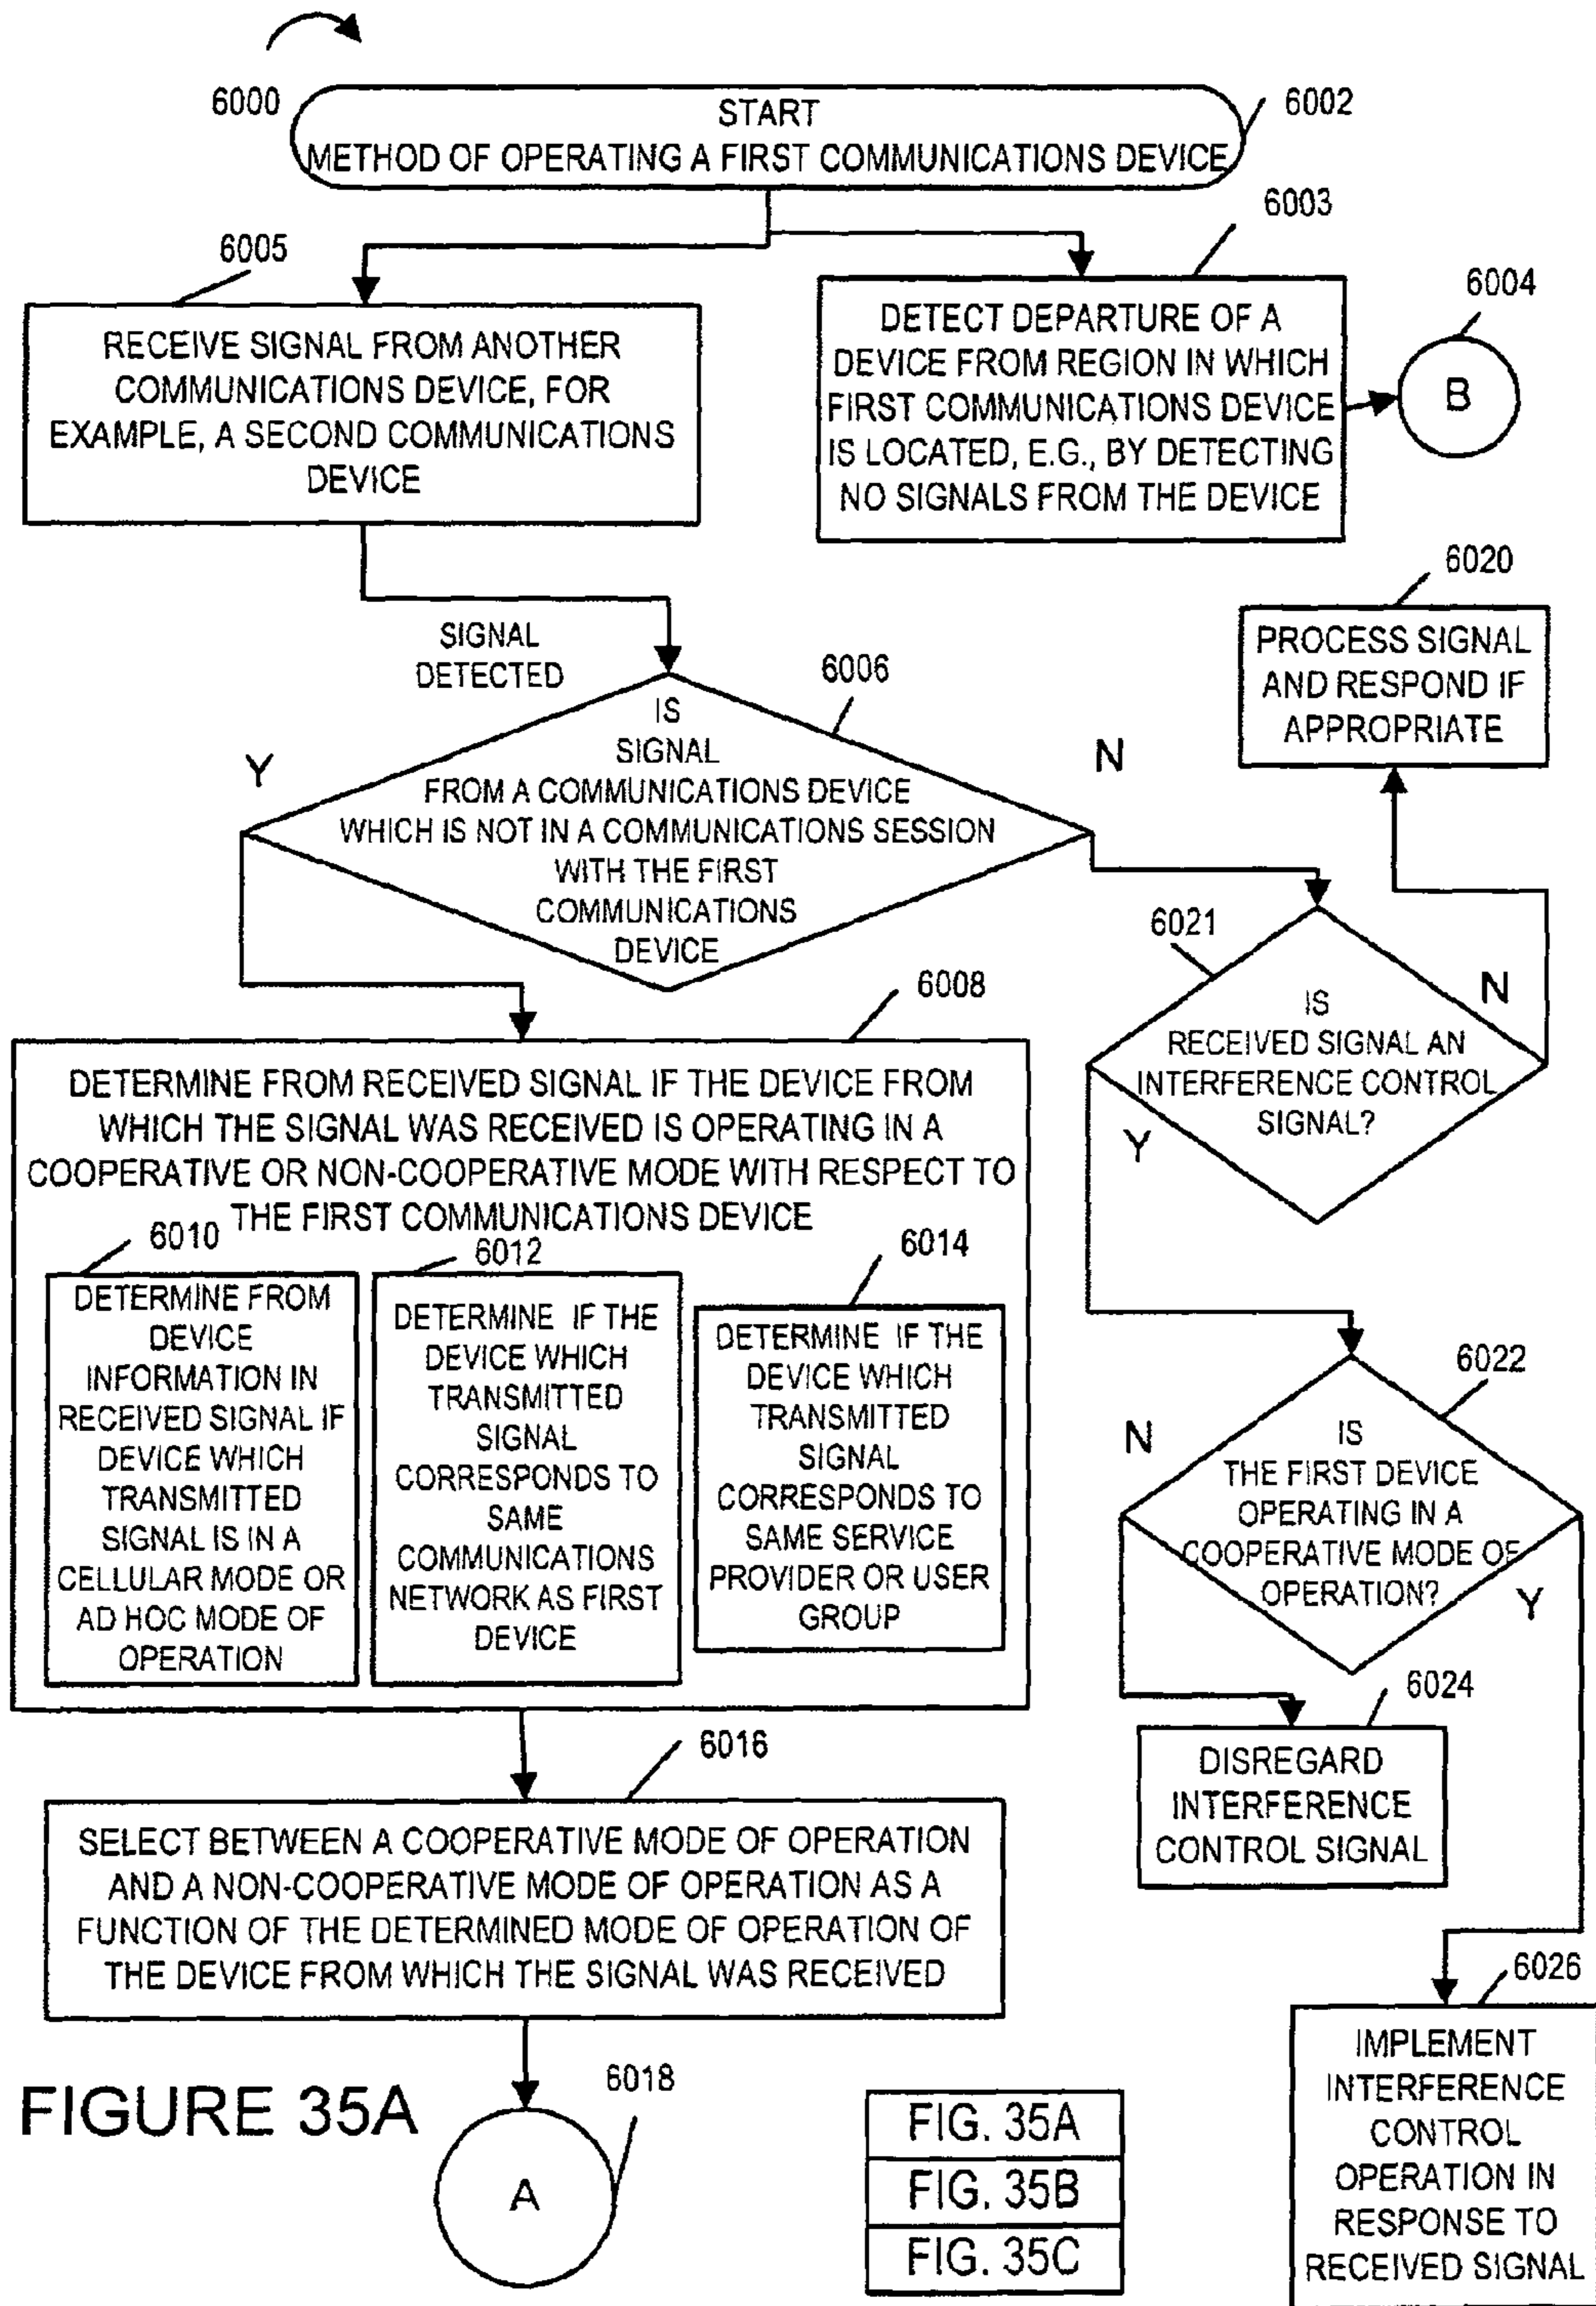 6000
START
METHOD OF OPERATING A FIRST COMMUNICATIONS DEVICE
6002
6005
RECEIVE SIGNAL FROM ANOTHER
COMMUNICATIONS DEVICE, FOR
EXAMPLE, A SECOND COMMUNICATIONS
DEVICE
6003
DETECT DEPARTURE OF A
DEVICE FROM REGION IN WHICH
FIRST COMMUNICATIONS DEVICE
IS LOCATED, E.G., BY DETECTING
NO SIGNALS FROM THE DEVICE
6004
B
SIGNAL
DETECTED
6006
IS
SIGNAL
FROM A COMMUNICATIONS DEVICE
WHICH IS NOT IN A COMMUNICATIONS SESSION
WITH THE FIRST
COMMUNICATIONS
DEVICE
Y
N
6020
PROCESS SIGNAL
AND RESPOND IF
APPROPRIATE
6021
IS
RECEIVED SIGNAL AN
INTERFERENCE CONTROL
SIGNAL?
N
Y
6008
DETERMINE FROM RECEIVED SIGNAL IF THE DEVICE FROM
WHICH THE SIGNAL WAS RECEIVED IS OPERATING IN A
COOPERATIVE OR NON-COOPERATIVE MODE WITH RESPECT TO
THE FIRST COMMUNICATIONS DEVICE
6010
DETERMINE FROM
DEVICE
INFORMATION IN
RECEIVED SIGNAL IF
DEVICE WHICH
TRANSMITTED
SIGNAL IS IN A
CELLULAR MODE OR
AD HOC MODE OF
OPERATION
6012
DETERMINE IF THE
DEVICE WHICH
TRANSMITTED
SIGNAL
CORRESPONDS TO
SAME
COMMUNICATIONS
NETWORK AS FIRST
DEVICE
6014
DETERMINE IF THE
DEVICE WHICH
TRANSMITTED
SIGNAL
CORRESPONDS TO
SAME SERVICE
PROVIDER OR USER
GROUP
6022
IS
THE FIRST DEVICE
OPERATING IN A
COOPERATIVE MODE OF
OPERATION?
N
Y
6024
DISREGARD
INTERFERENCE
CONTROL SIGNAL
6016
SELECT BETWEEN A COOPERATIVE MODE OF OPERATION
AND A NON-COOPERATIVE MODE OF OPERATION AS A
FUNCTION OF THE DETERMINED MODE OF OPERATION OF
THE DEVICE FROM WHICH THE SIGNAL WAS RECEIVED
6026
IMPLEMENT
INTERFERENCE
CONTROL
OPERATION IN
RESPONSE TO
RECEIVED SIGNAL
6018
A
FIGURE 35A
FIG. 35A
FIG. 35B
FIG. 35C